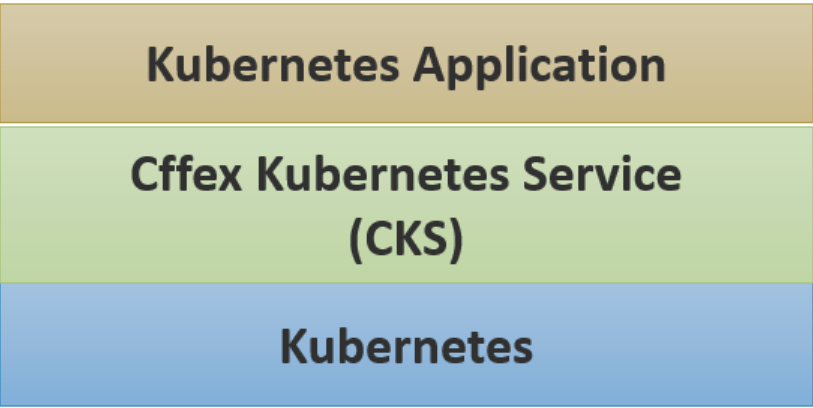 Kubernetes Application
Cffex Kubernetes Service
(CKS)
Kubernetes